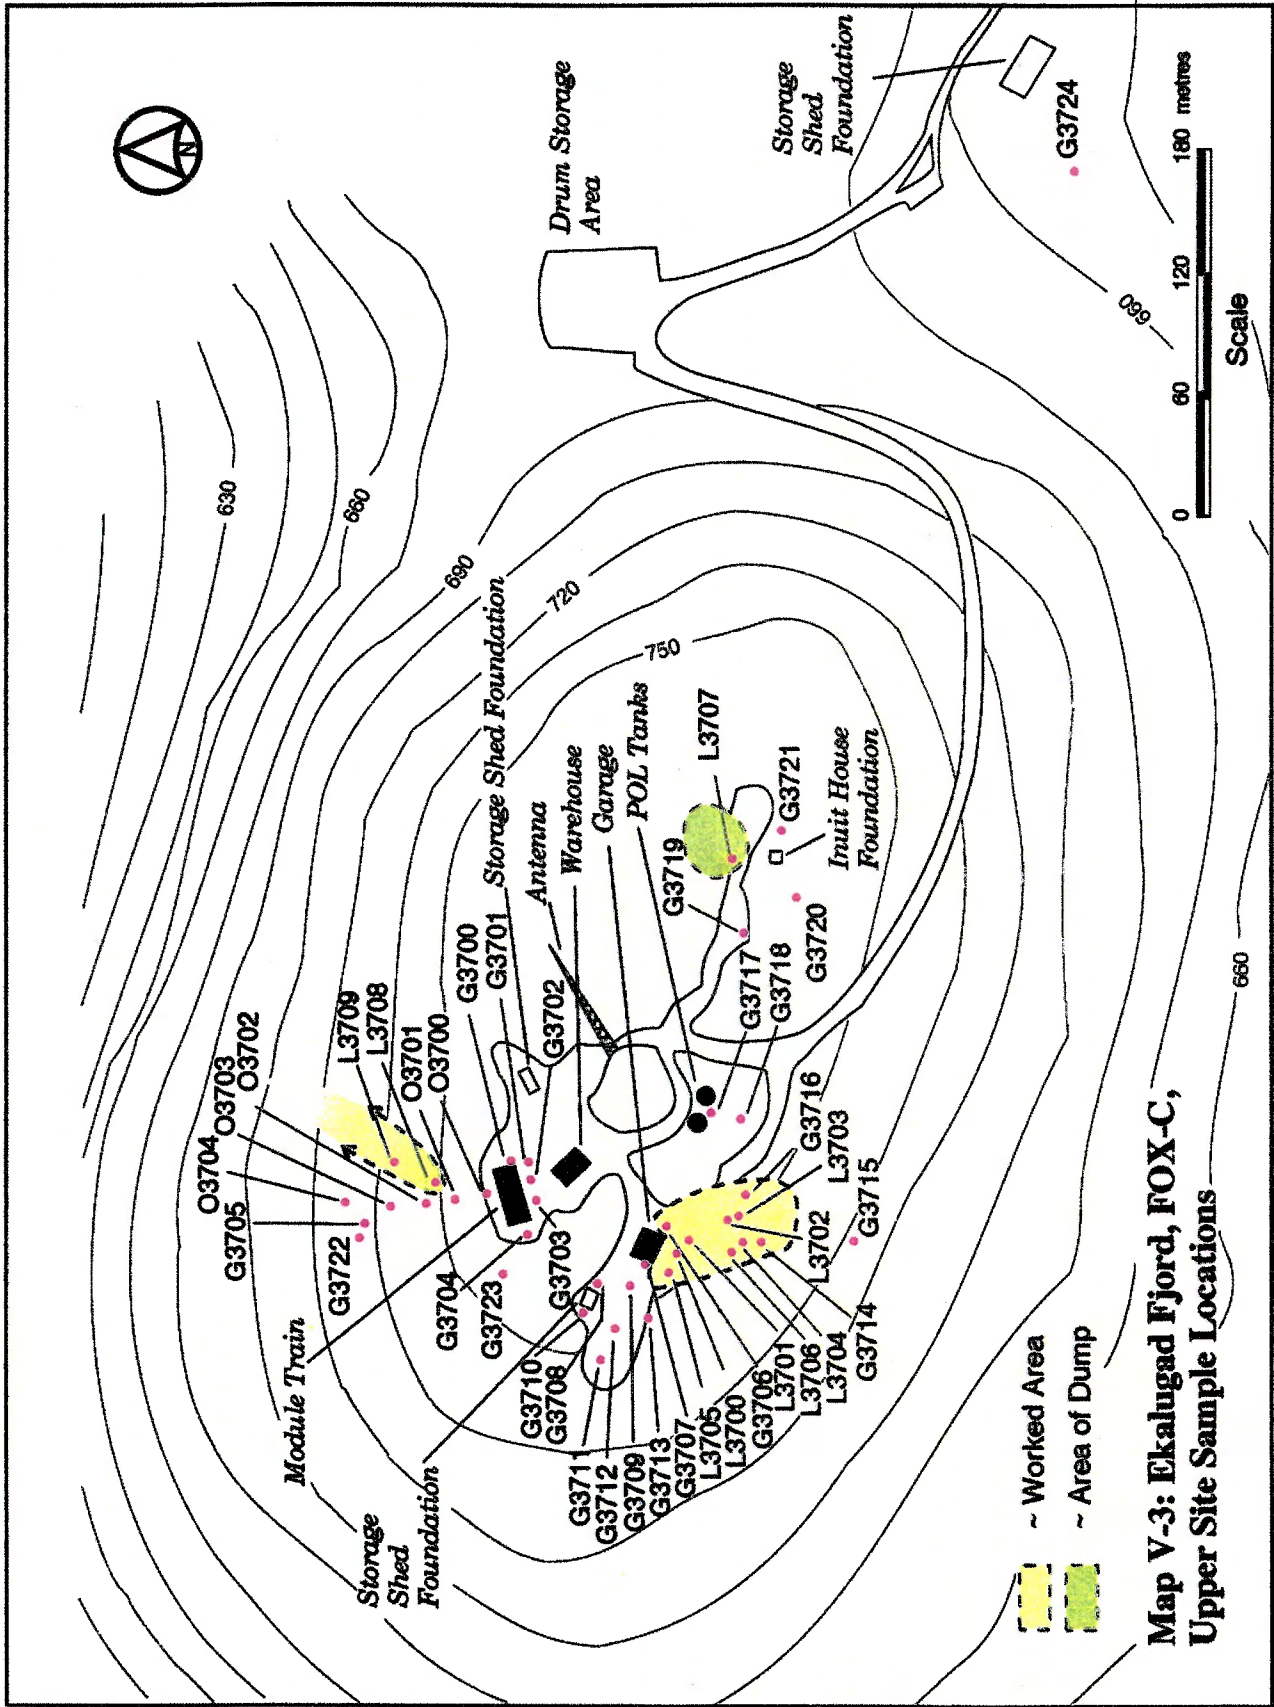 N
Storage
Shed
Foundation
G3724
Drum Storage
Area
630
660
690
720
750
660
660
O3704
O3703
O3702
G3705
G3722
L3709
L3708
O3701
O3700
G3700
G3701
Storage Shed Foundation
G3702
Antenna
Warehouse
Garage
POL Tanks
L3707
G3719
G3721
Inuit House
Foundation
G3720
G3717
G3718
Module Train
G3704
G3723
G3703
Storage
Shed
Foundation
G3710
G3708
G3711
G3712
G3709
G3713
G3707
L3705
L3700
G3706
L3701
L3706
L3704
G3714
L3702
G3715
L3703
G3716
~ Worked Area
~ Area of Dump
0 60 120 180 metres
Scale
Map V-3: Ekalugad Fjord, FOX-C,
Upper Site Sample Locations